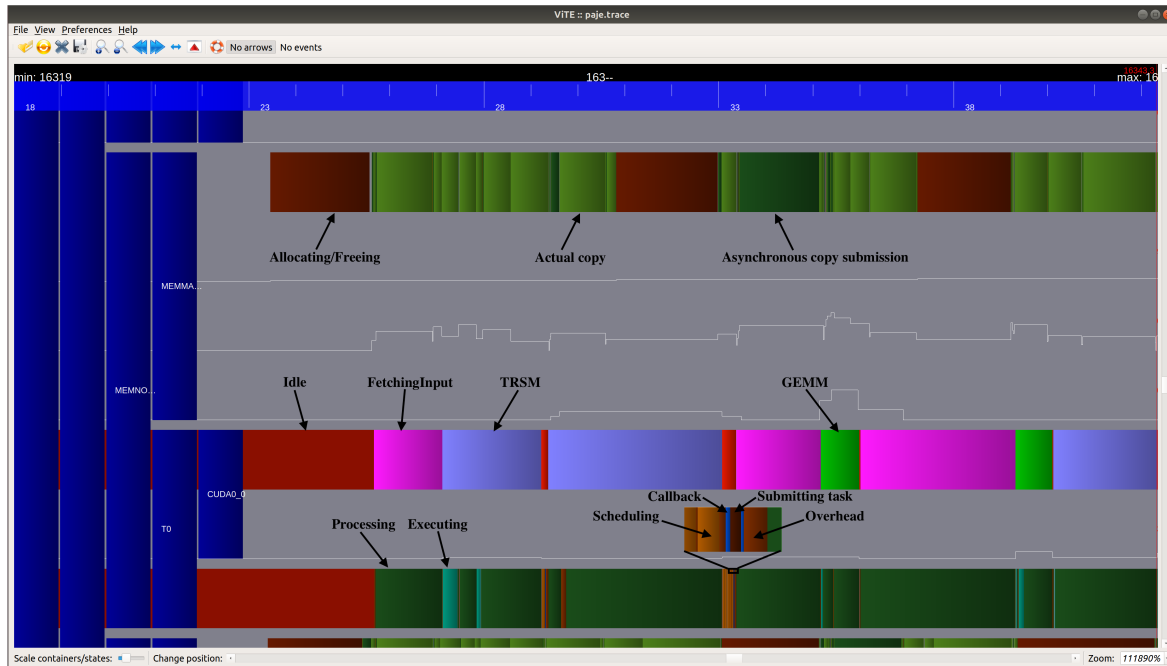 ViTE :: paje.trace
File View Preferences Help
No arrows No events
min: 16319 163-- max: 16
18 23 28 33 38
Allocating/Freeing Actual copy Asynchronous copy submission
MEMMA...
Idle FetchingInput TRSM GEMM
MEMNO...
CUDA0_0
Callback Submitting task
Scheduling Overhead
Processing Executing
T0
Scale containers/states: Change position: Zoom: 111890%